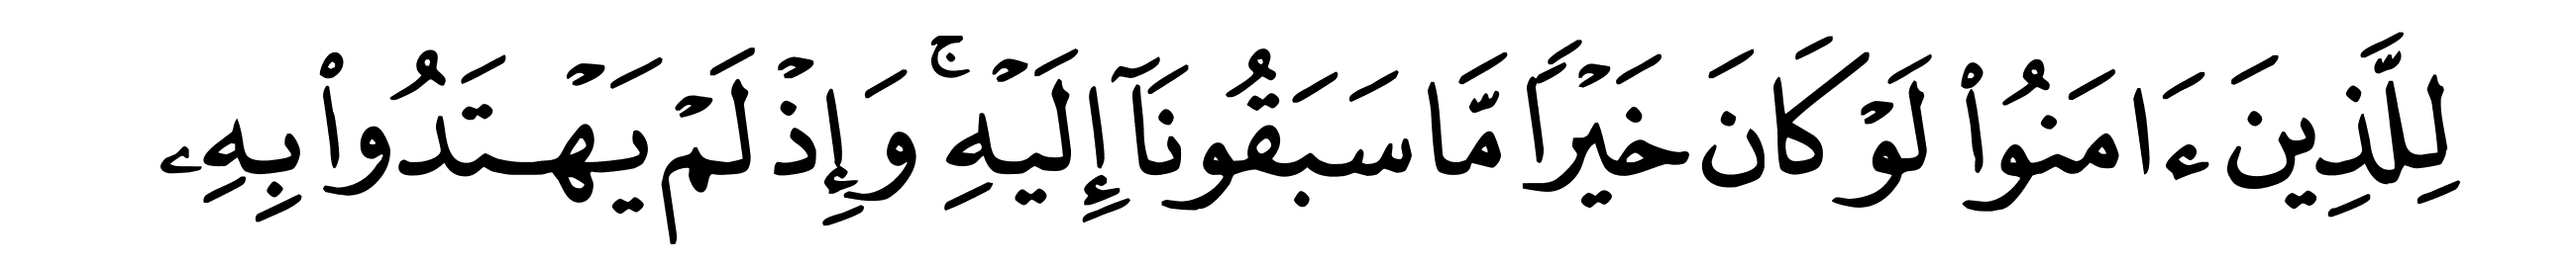 لِلَّذِينَ ءَامَنُواْ لَوۡ كَانَ خَيۡرٗا مَّا سَبَقُونَآ إِلَيۡهِۚ وَإِذۡ لَمۡ يَهۡتَدُواْ بِهِۦ